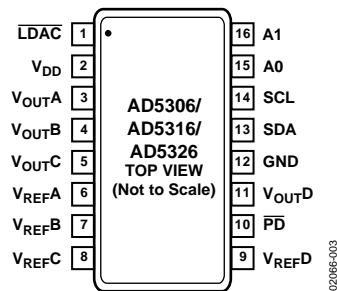 LDAC 1
VDD 2
VOUTA 3
VOUTB 4
VOUTC 5
VREFA 6
VREFB 7
VREFC 8
AD5306/
AD5316/
AD5326
TOP VIEW
(Not to Scale)
16 A1
15 A0
14 SCL
13 SDA
12 GND
11 VOUTD
10 PD
9 VREFD
02066-003